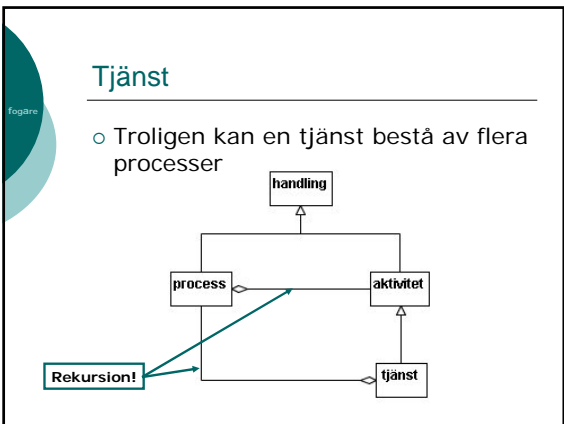 Tjänst
fogare
Troligen kan en tjänst bestå av flera
processer
handling
process
aktivitet
Rekursion!
tjänst